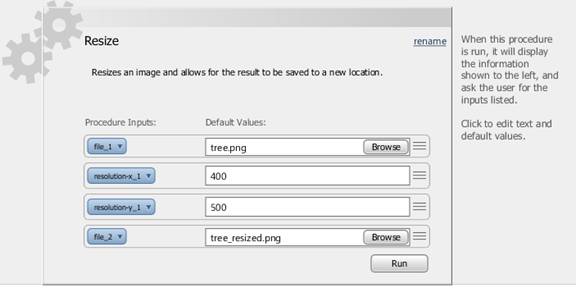 Resize
rename
Resizes an image and allows for the result to be saved to a new location.
Procedure Inputs: Default Values:
file_1 tree.png Browse
resolution-x_1 400
resolution-y_1 500
file_2 tree_resized.png Browse
Run
When this procedure
is run, it will display
the information
shown to the left, and
ask the user for the
inputs listed.
Click to edit text and
default values.